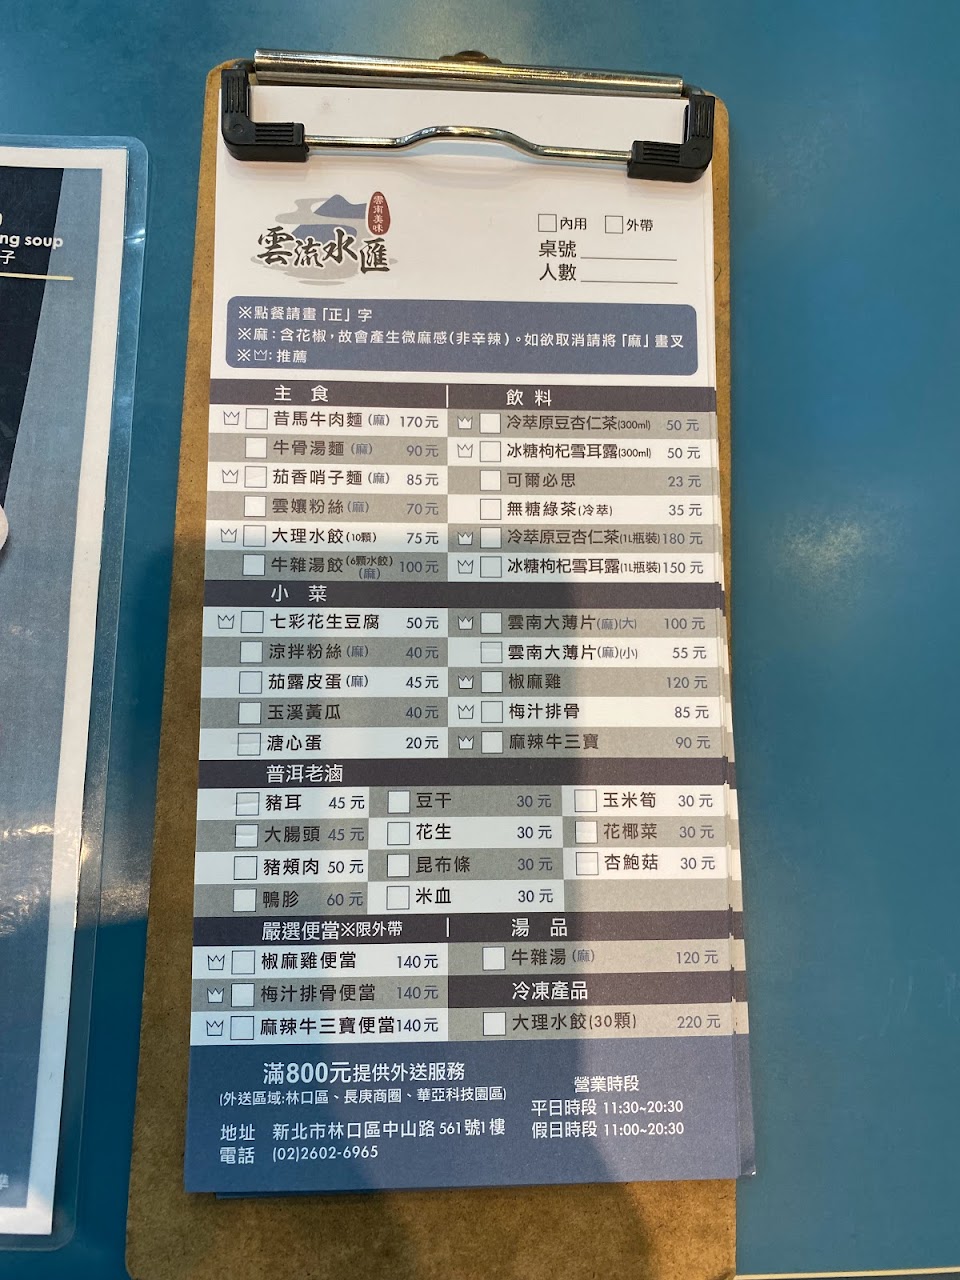 ng soup
子
雲南美味
雲流水匯
內用 外帶
桌號
人數
※點餐請畫「正」字
※麻：含花椒，故會產生微麻感(非辛辣)。如欲取消請將「麻」畫叉
※ : 推薦
主食
昔馬牛肉麵(麻) 170元
牛骨湯麵(麻) 90元
茄香哨子麵(麻) 85元
雲孃粉絲(麻) 70元
大理水餃(10顆) 75元
牛雜湯餃(6顆水餃)(麻) 100元
飲料
冷萃原豆杏仁茶(300ml) 50元
冰糖枸杞雪耳露(300ml) 50元
可爾必思 23元
無糖綠茶(冷萃) 35元
冷萃原豆杏仁茶(1L瓶裝)180元
冰糖枸杞雪耳露(1L瓶裝)150元
小菜
七彩花生豆腐 50元
涼拌粉絲(麻) 40元
茄露皮蛋(麻) 45元
玉溪黃瓜 40元
溏心蛋 20元
雲南大薄片(麻)(大) 100元
雲南大薄片(麻)(小) 55元
椒麻雞 120元
梅汁排骨 85元
麻辣牛三寶 90元
普洱老滷
豬耳 45元
大腸頭 45元
豬頰肉 50元
鴨胗 60元
豆干 30元
花生 30元
昆布條 30元
米血 30元
玉米筍 30元
花椰菜 30元
杏鮑菇 30元
嚴選便當※限外帶
椒麻雞便當 140元
梅汁排骨便當 140元
麻辣牛三寶便當140元
湯品
牛雜湯(麻) 120元
冷凍產品
大理水餃(30顆) 220元
滿800元提供外送服務
(外送區域:林口區、長庚商圈、華亞科技園區)
地址 新北市林口區中山路561號1樓
電話 (02)2602-6965
營業時段
平日時段 11:30~20:30
假日時段 11:00~20:30